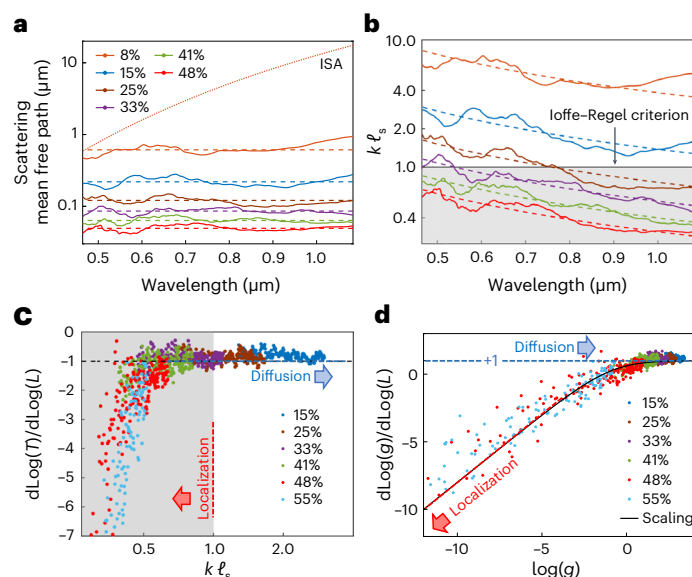 a
Scattering
mean free path (µm)
10
1
0.1
8%
15%
25%
33%
41%
48%
ISA
0.5 0.6 0.7 0.8 0.9 1.0
Wavelength (µm)
b
k ℓs
10.0
4.0
2.0
1.0
0.4
Ioffe–Regel criterion
0.5 0.6 0.7 0.8 0.9 1.0
Wavelength (µm)
c
dLog(T)/dLog(L)
0
-1
-2
-3
-4
-5
-6
-7
Diffusion
Localization
15%
25%
33%
41%
48%
55%
0.5 1.0 2.0
k ℓs
d
dLog(g)/dLog(L)
0
−5
−10
+1
Diffusion
Localization
15%
25%
33%
41%
48%
55%
Scaling
−10 −5 0
log(g)